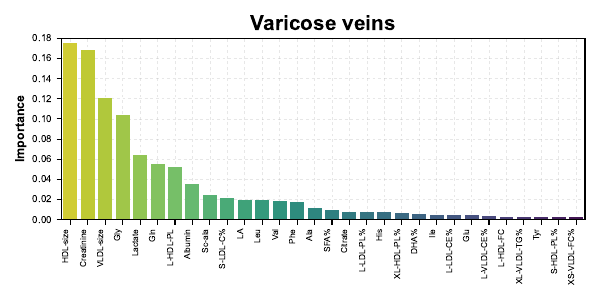 Varicose veins
Importance
0.18
0.16
0.14
0.12
0.10
0.08
0.06
0.04
0.02
0.00
HDL-size
Creatinine
VLDL-size
Gly
Lactate
Gln
L-HDL-PL
Albumin
Sc-ala
S-LDL-C%
LA
Leu
Val
Phe
Ala
SFA%
Citrate
L-LDL-PL%
His
XL-HDL-PL%
DHA%
Ile
L-LDL-CE%
Glu
L-VLDL-CE%
L-HDL-FC
XL-VLDL-TG%
Tyr
S-HDL-PL%
XS-VLDL-FC%